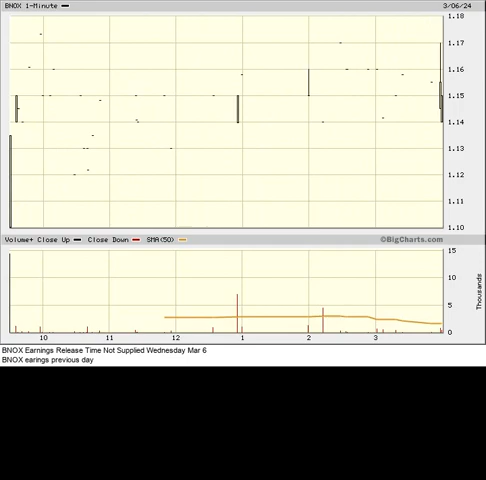 BNOX 1-Minute 3/06/24
1.18
1.17
1.16
1.15
1.14
1.13
1.12
1.11
1.10
Volume+ Close Up Close Down SMA(50) ©BigCharts.com
15
10
5
0
Thousands
10 11 12 1 2 3
BNOX Earnings Release Time Not Supplied Wednesday Mar 6
BNOX earings previous day